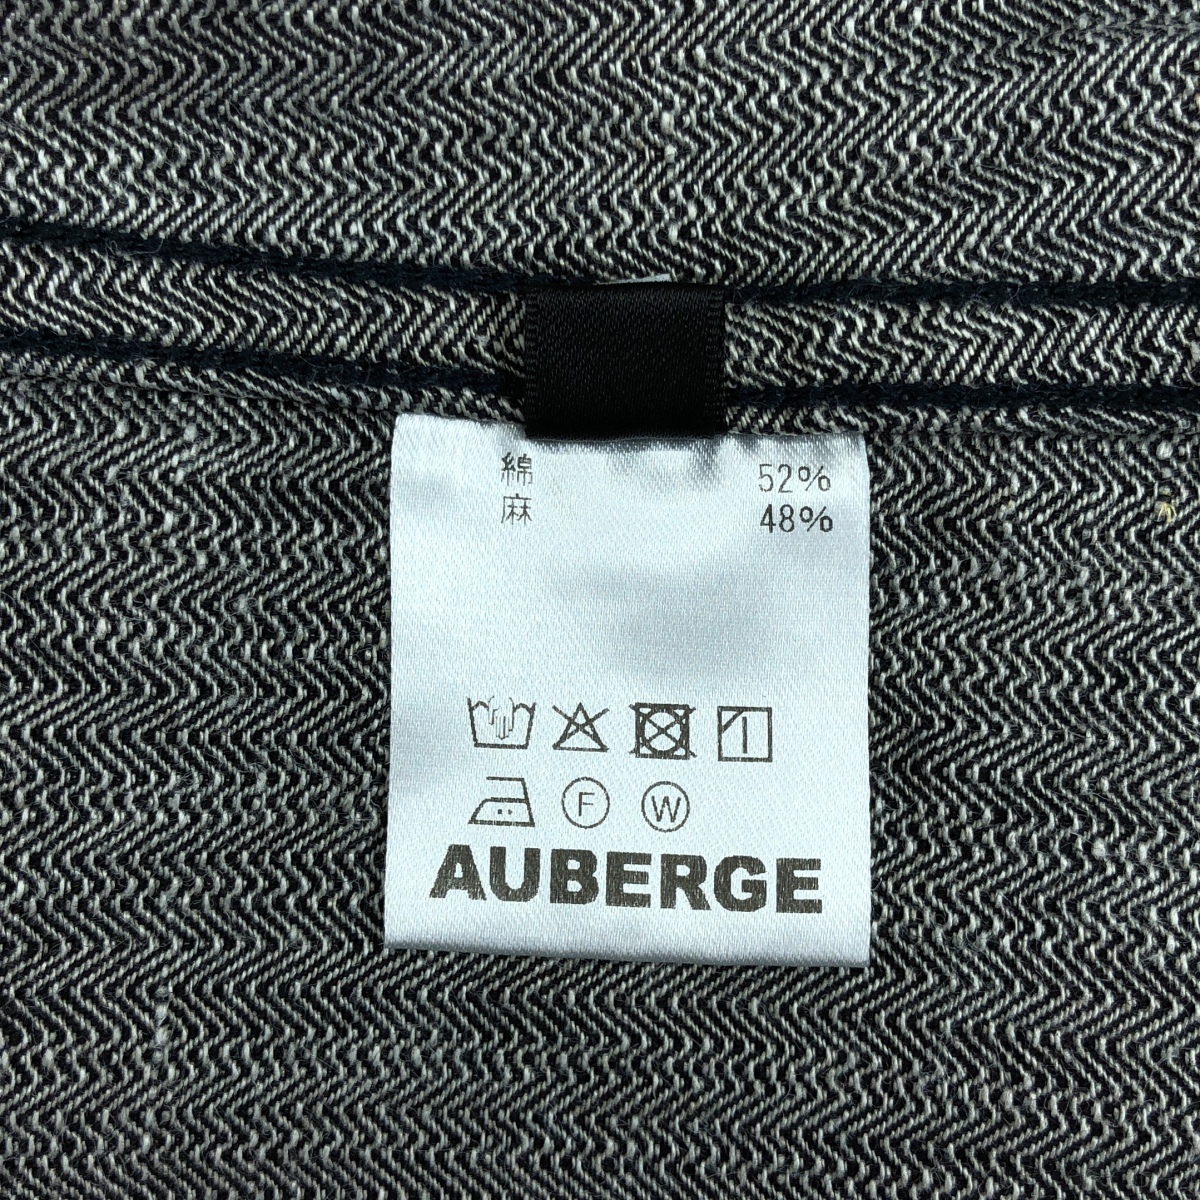 綿 52%
麻 48%
F W
AUBERGE